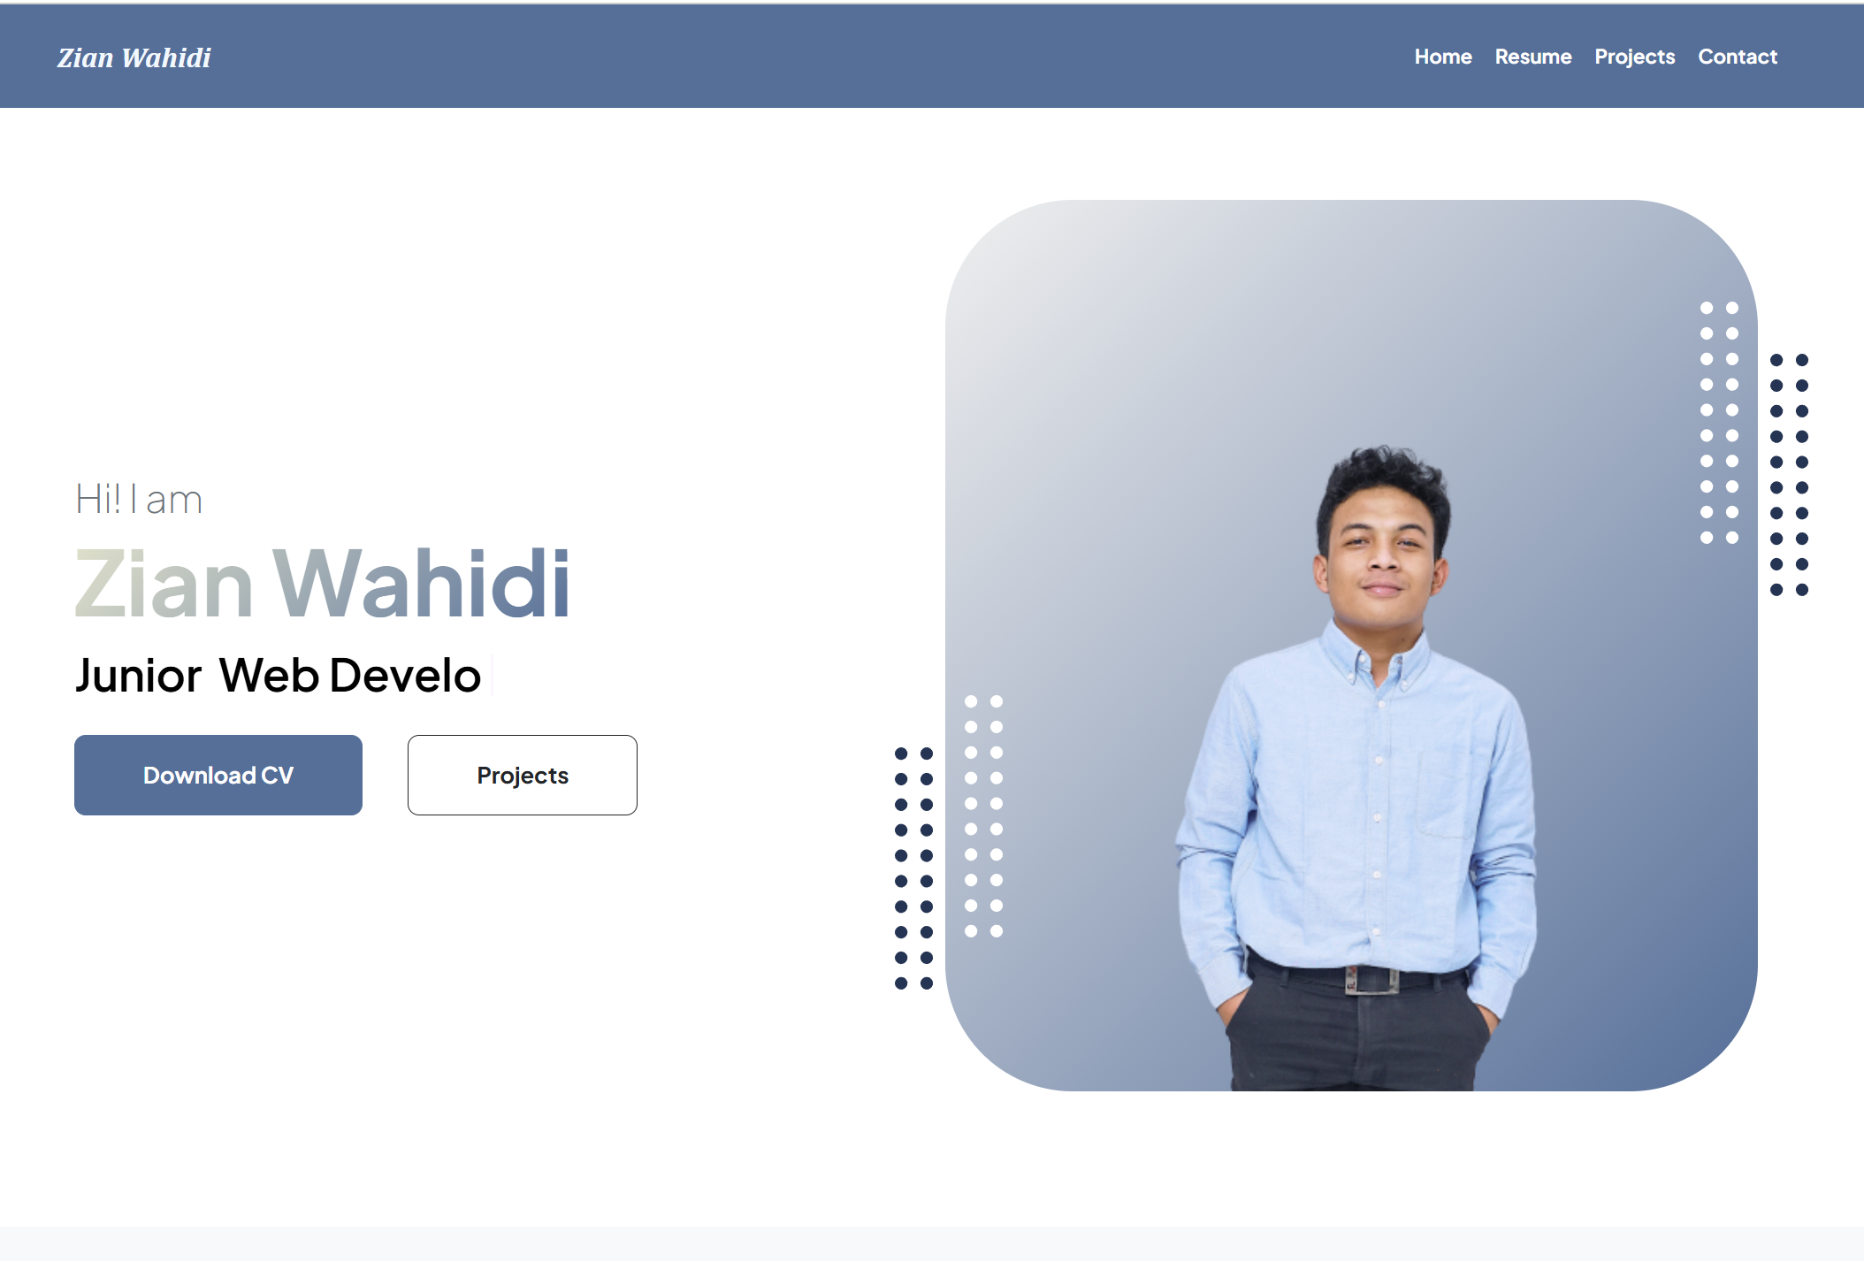 Zian Wahidi
Home Resume Projects Contact
Hi! I am
Zian Wahidi
Junior Web Develo
Download CV
Projects